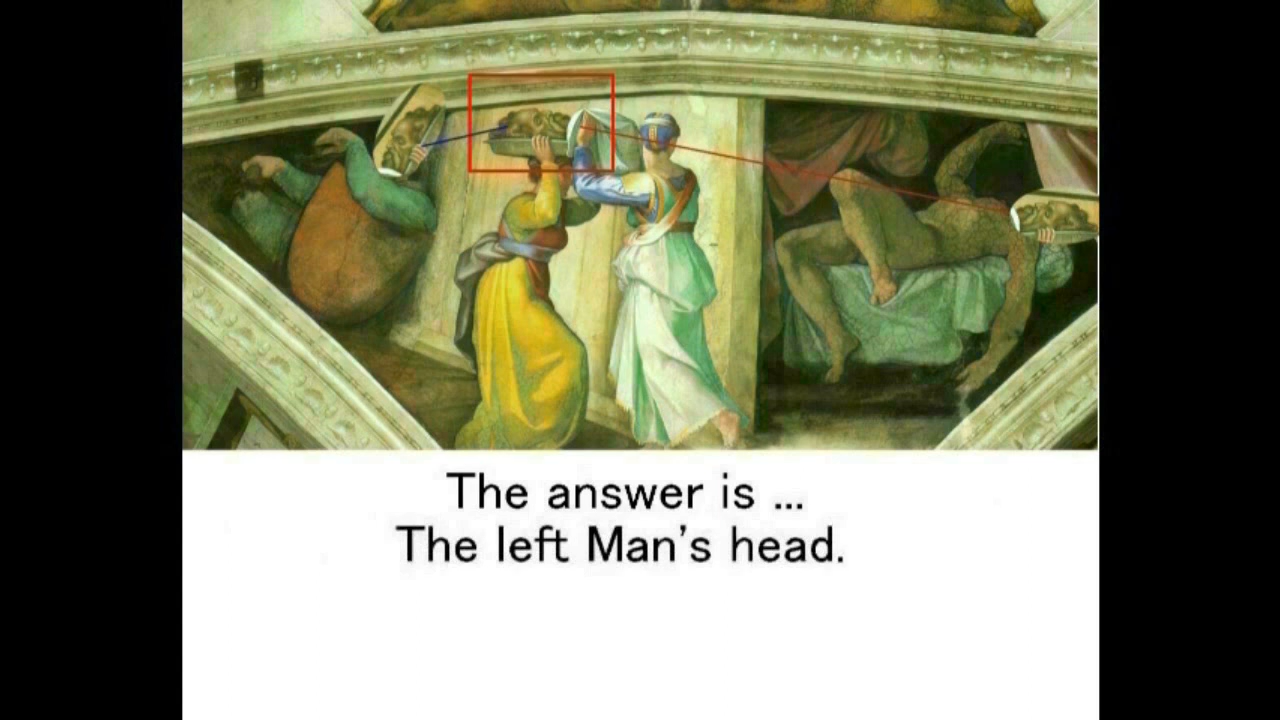 The answer is ...
The left Man's head.